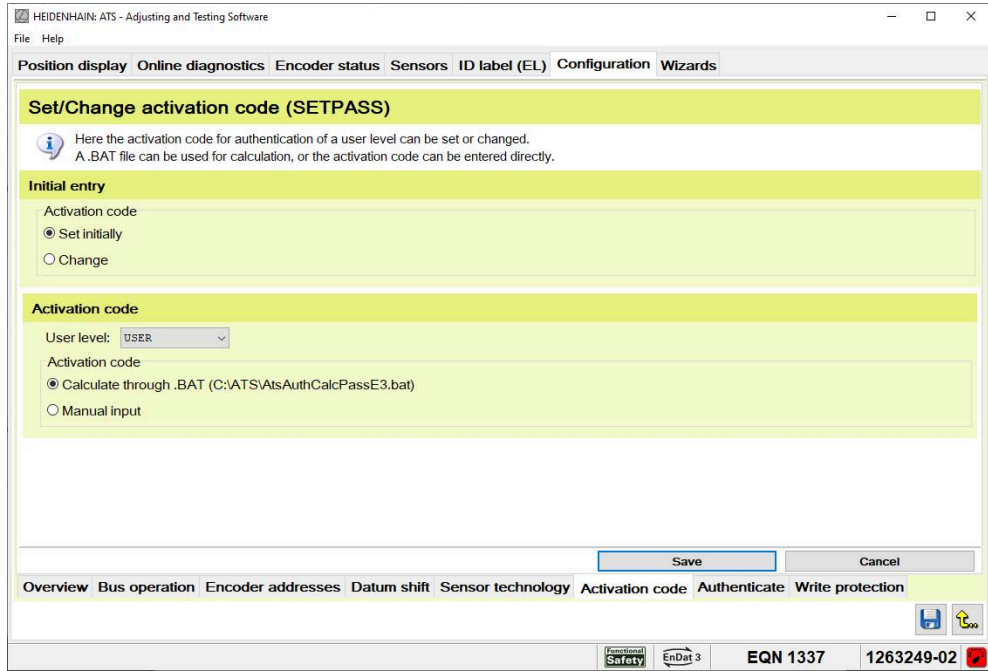 HEIDENHAIN: ATS - Adjusting and Testing Software
File Help
Position display Online diagnostics Encoder status Sensors ID label (EL) Configuration Wizards
Set/Change activation code (SETPASS)
Here the activation code for authentication of a user level can be set or changed.
A .BAT file can be used for calculation, or the activation code can be entered directly.
Initial entry
Activation code
Set initially
Change
Activation code
User level: USER
Activation code
Calculate through .BAT (C:\ATS\AtsAuthCalcPassE3.bat)
Manual input
Save Cancel
Overview Bus operation Encoder addresses Datum shift Sensor technology Activation code Authenticate Write protection
Functional Safety EnDat 3 EQN 1337 1263249-02